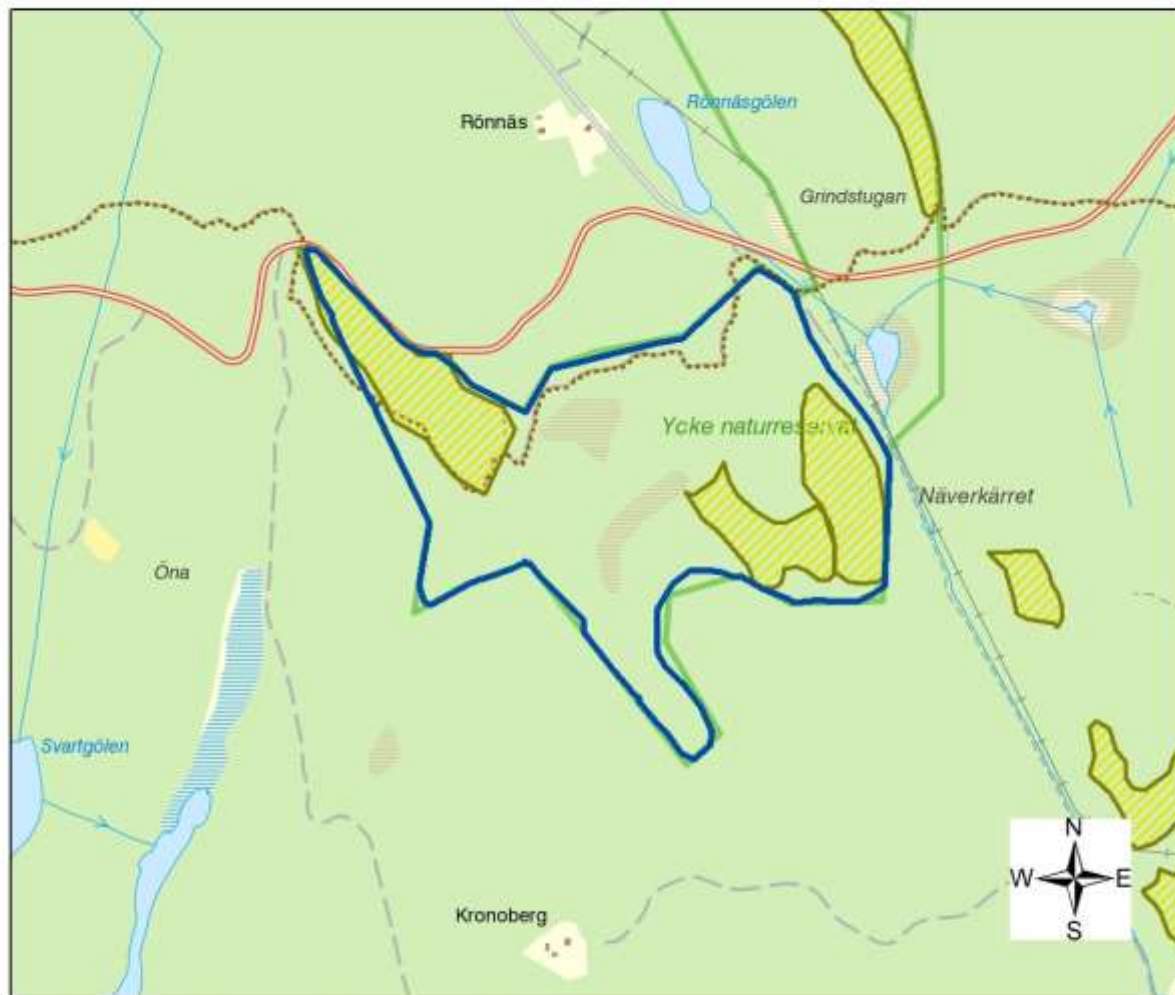 Rönnäsgölen
Rönnäs
Grindstugan
Ycke naturreservat
Näverkärret
Öna
Svartgölen
Kronoberg
N
W E
S